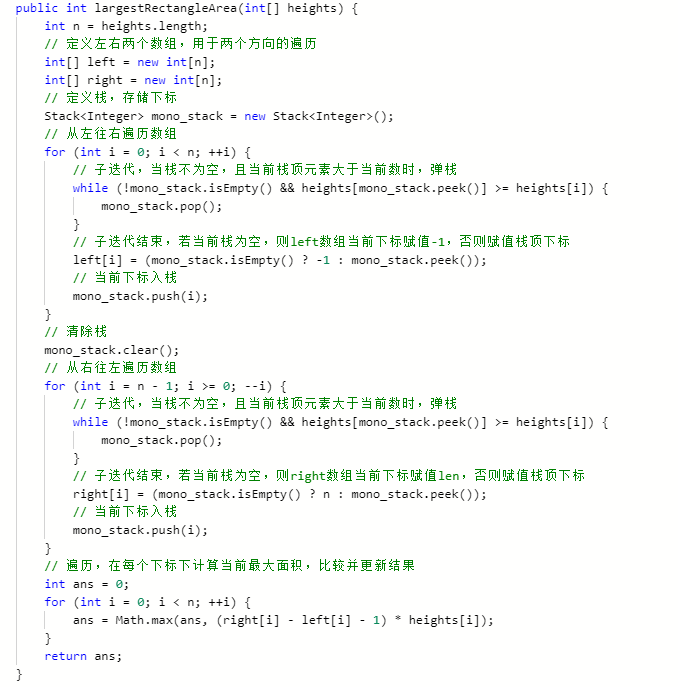 public int largestRectangleArea(int[] heights) {
    int n = heights.length;
    // 定义左右两个数组，用于两个方向的遍历
    int[] left = new int[n];
    int[] right = new int[n];
    // 定义栈，存储下标
    Stack<Integer> mono_stack = new Stack<Integer>();
    // 从左往右遍历数组
    for (int i = 0; i < n; ++i) {
        // 子迭代，当栈不为空，且当前栈顶元素大于当前数时，弹栈
        while (!mono_stack.isEmpty() && heights[mono_stack.peek()] >= heights[i]) {
            mono_stack.pop();
        }
        // 子迭代结束，若当前栈为空，则left数组当前下标赋值-1，否则赋值栈顶下标
        left[i] = (mono_stack.isEmpty() ? -1 : mono_stack.peek());
        // 当前下标入栈
        mono_stack.push(i);
    }
    // 清除栈
    mono_stack.clear();
    // 从右往左遍历数组
    for (int i = n - 1; i >= 0; --i) {
        // 子迭代，当栈不为空，且当前栈顶元素大于当前数时，弹栈
        while (!mono_stack.isEmpty() && heights[mono_stack.peek()] >= heights[i]) {
            mono_stack.pop();
        }
        // 子迭代结束，若当前栈为空，则right数组当前下标赋值len，否则赋值栈顶下标
        right[i] = (mono_stack.isEmpty() ? n : mono_stack.peek());
        // 当前下标入栈
        mono_stack.push(i);
    }
    // 遍历，在每个下标下计算当前最大面积，比较并更新结果
    int ans = 0;
    for (int i = 0; i < n; ++i) {
        ans = Math.max(ans, (right[i] - left[i] - 1) * heights[i]);
    }
    return ans;
}